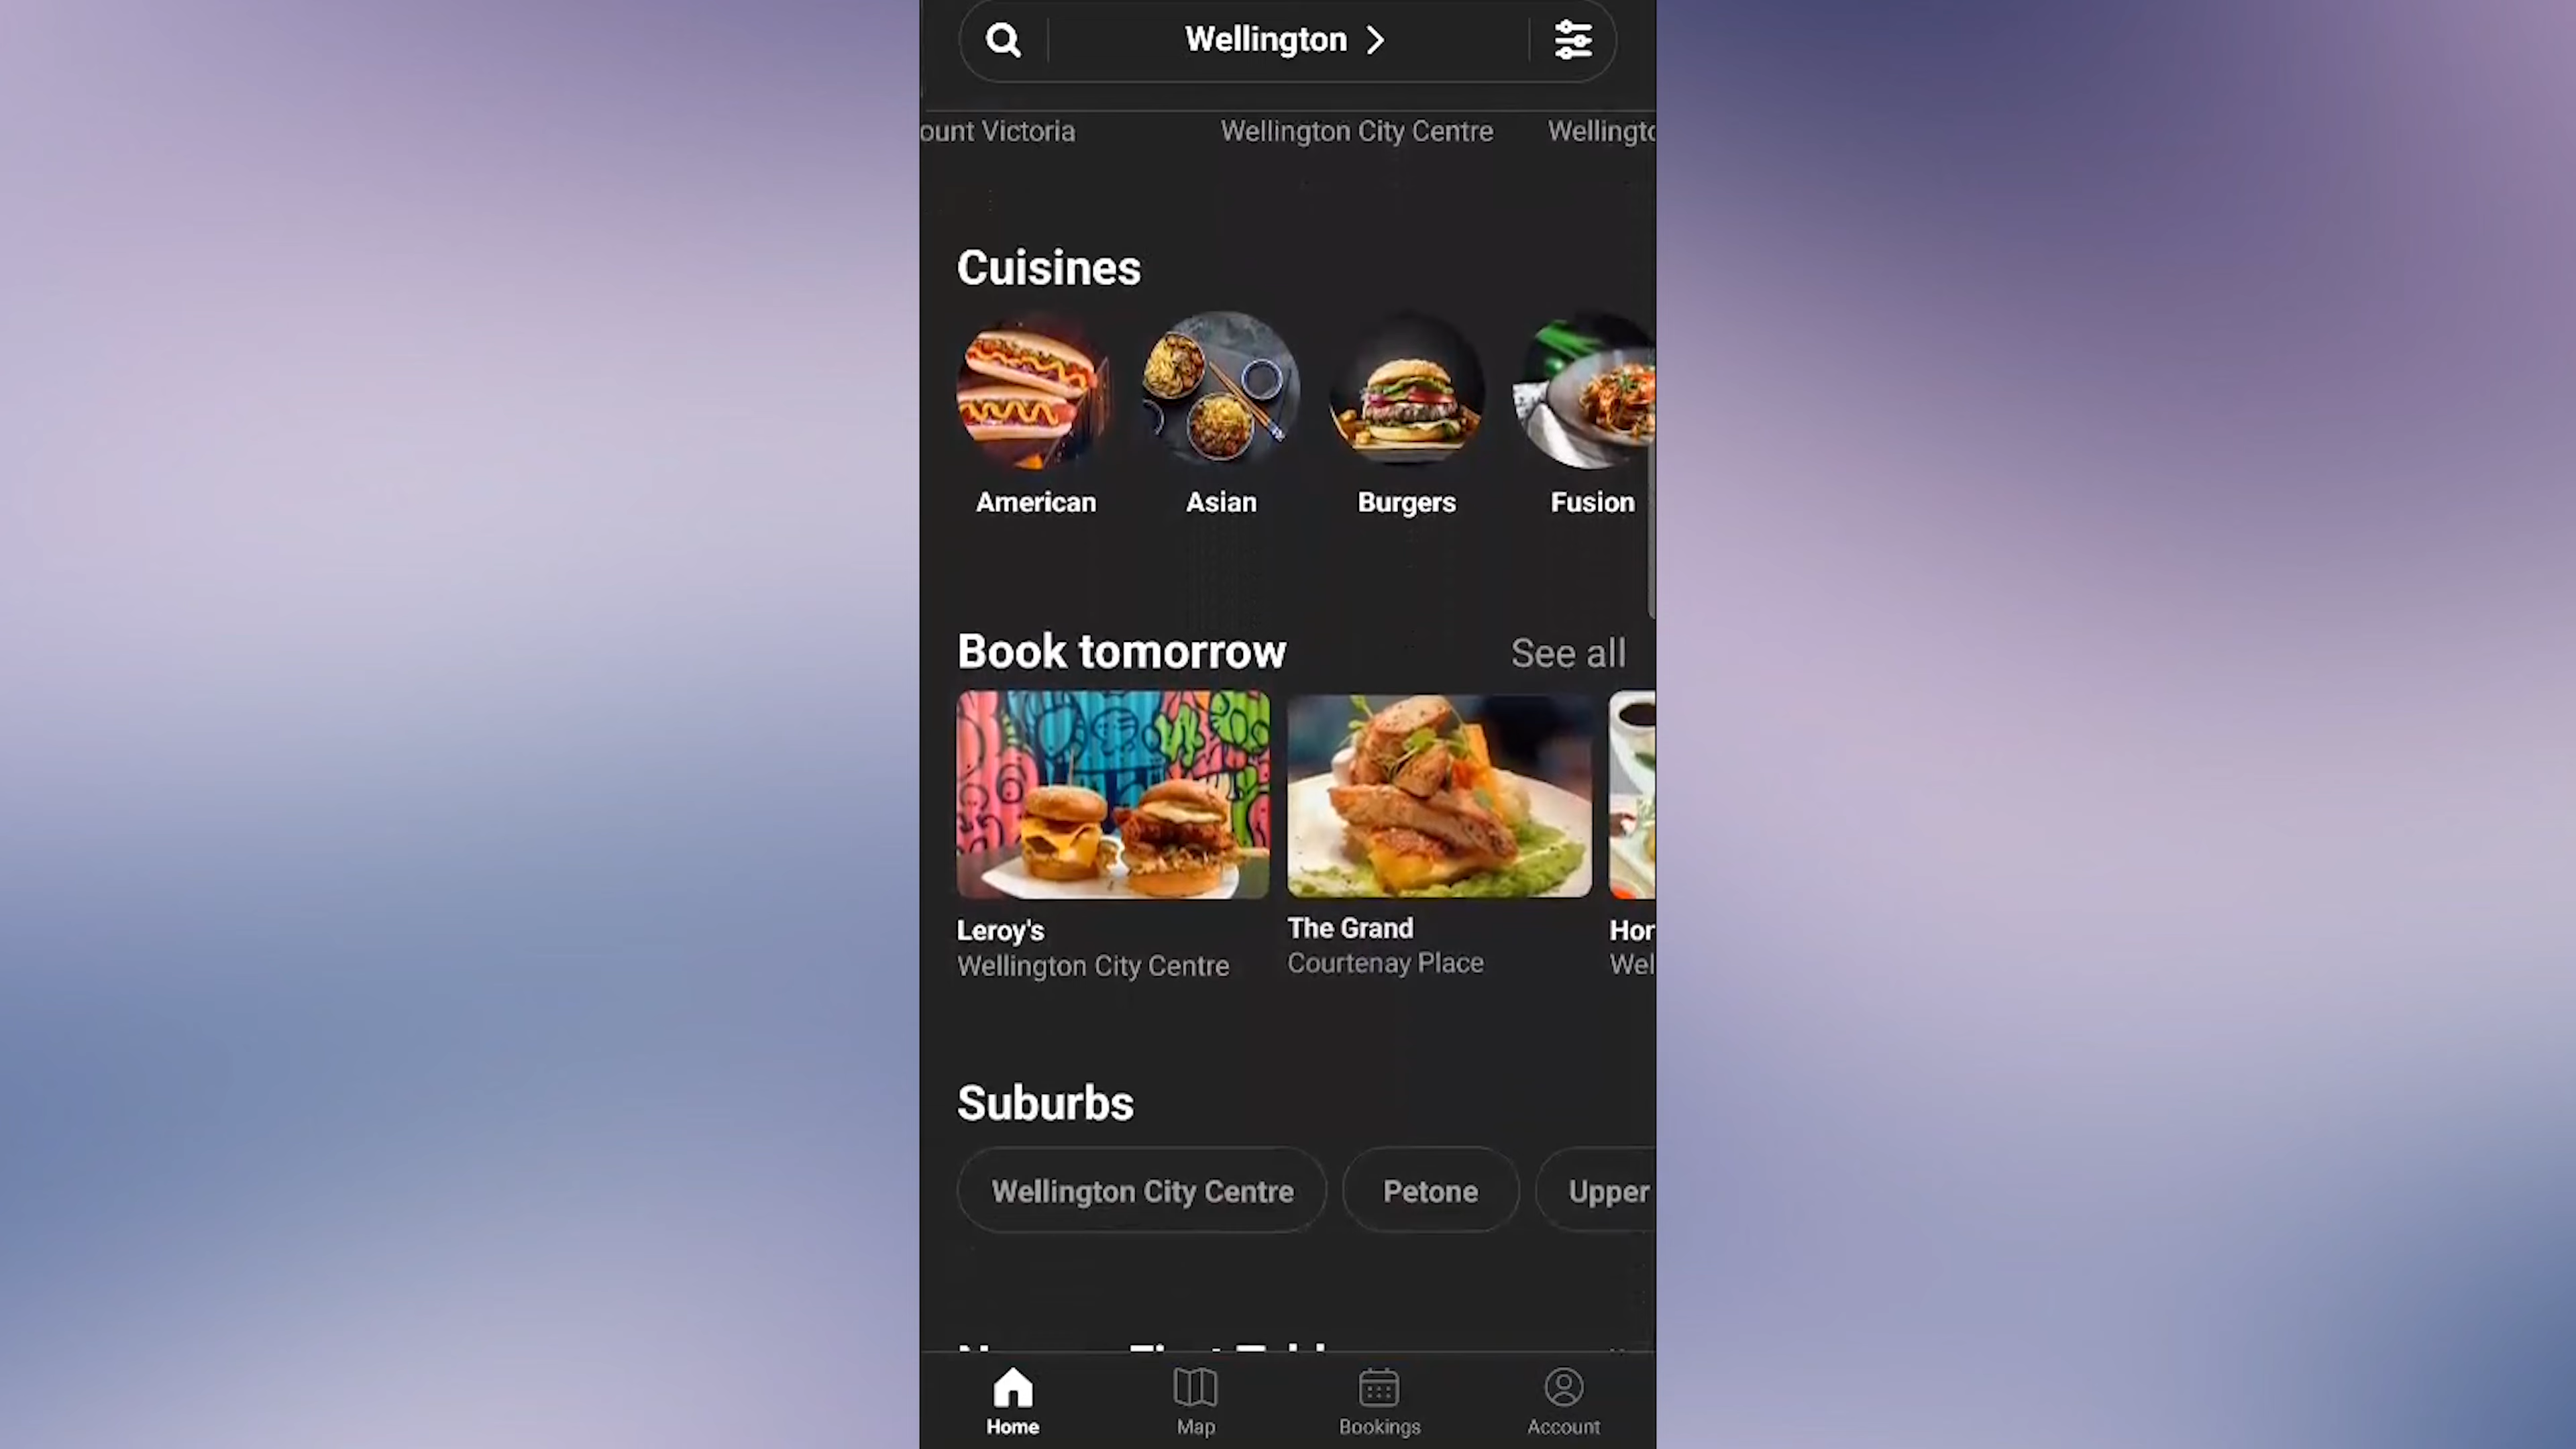 Wellington
ount Victoria
Wellington City Centre
Wellingto
Cuisines
American
Asian
Burgers
Fusion
Book tomorrow
See all
Leroy's
Wellington City Centre
The Grand
Courtenay Place
Hor
Wel
Suburbs
Wellington City Centre
Petone
Upper
Home
Map
Bookings
Account